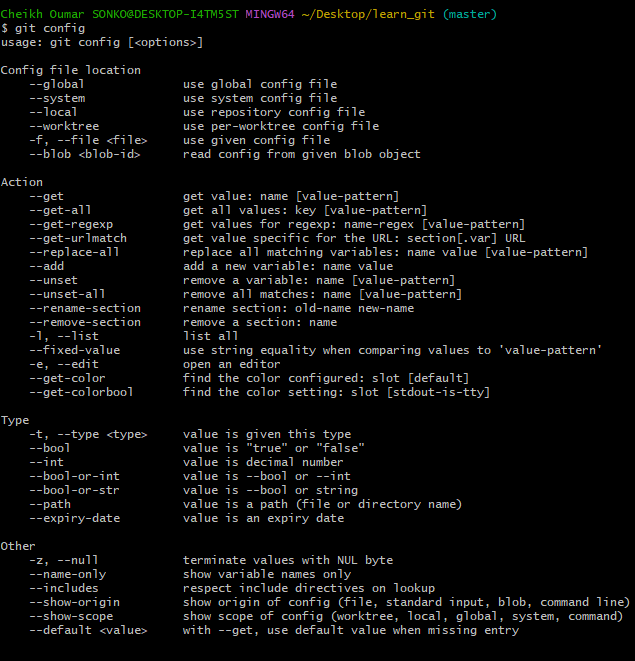 Cheikh Oumar SONKO@DESKTOP-I4TM5ST MINGW64 ~/Desktop/learn_git (master)
$ git config
usage: git config [<options>]

Config file location
    --global              use global config file
    --system              use system config file
    --local               use repository config file
    --worktree            use per-worktree config file
    -f, --file <file>     use given config file
    --blob <blob-id>      read config from given blob object

Action
    --get                 get value: name [value-pattern]
    --get-all             get all values: key [value-pattern]
    --get-regexp          get values for regexp: name-regex [value-pattern]
    --get-urlmatch        get value specific for the URL: section[.var] URL
    --replace-all         replace all matching variables: name value [value-pattern]
    --add                 add a new variable: name value
    --unset               remove a variable: name [value-pattern]
    --unset-all           remove all matches: name [value-pattern]
    --rename-section      rename section: old-name new-name
    --remove-section      remove a section: name
    -l, --list            list all
    --fixed-value         use string equality when comparing values to 'value-pattern'
    -e, --edit            open an editor
    --get-color           find the color configured: slot [default]
    --get-colorbool       find the color setting: slot [stdout-is-tty]

Type
    -t, --type <type>     value is given this type
    --bool                value is "true" or "false"
    --int                 value is decimal number
    --bool-or-int         value is --bool or --int
    --bool-or-str         value is --bool or string
    --path                value is a path (file or directory name)
    --expiry-date         value is an expiry date

Other
    -z, --null            terminate values with NUL byte
    --name-only           show variable names only
    --includes            respect include directives on lookup
    --show-origin         show origin of config (file, standard input, blob, command line)
    --show-scope          show scope of config (worktree, local, global, system, command)
    --default <value>     with --get, use default value when missing entry